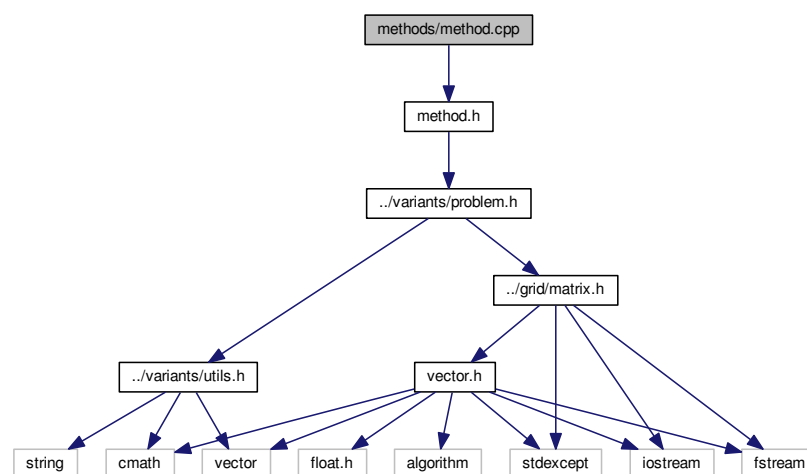 methods/method.cpp
method.h
../variants/problem.h
../grid/matrix.h
../variants/utils.h
vector.h
string
cmath
vector
float.h
algorithm
stdexcept
iostream
fstream